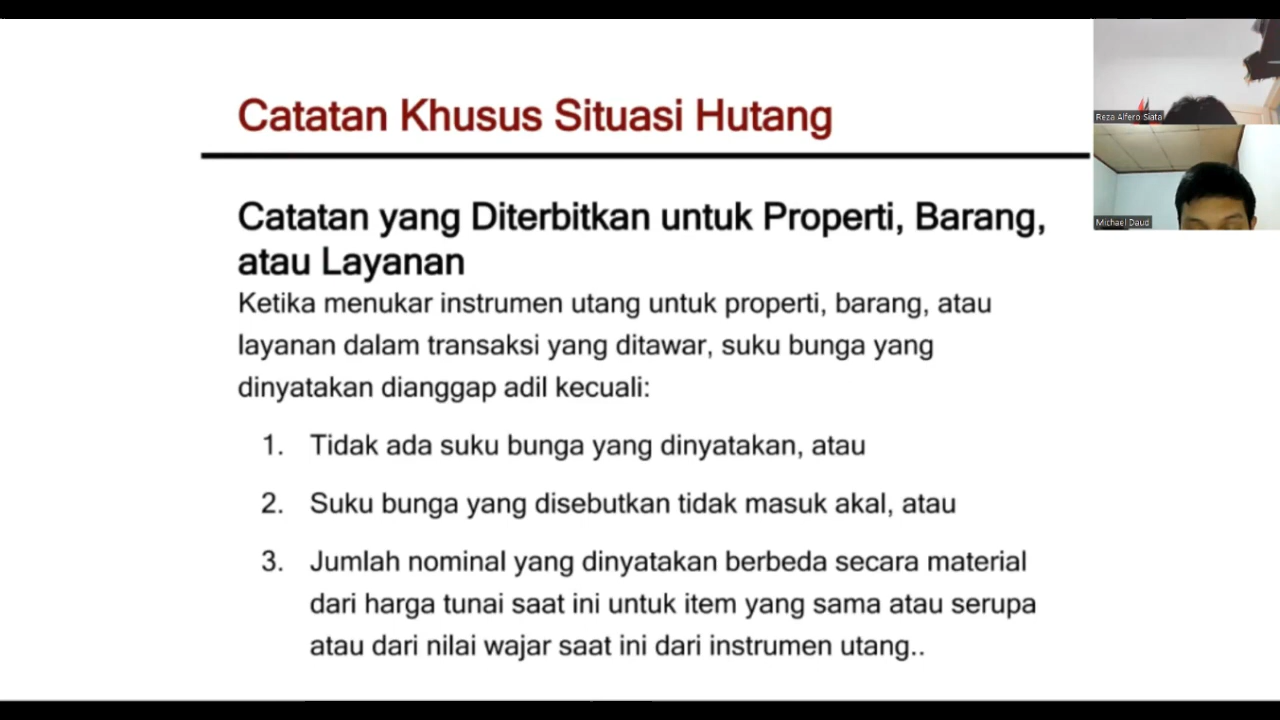 Catatan Khusus Situasi Hutang
Catatan yang Diterbitkan untuk Properti, Barang,
atau Layanan
Ketika menukar instrumen utang untuk properti, barang, atau
layanan dalam transaksi yang ditawar, suku bunga yang
dinyatakan dianggap adil kecuali:
1. Tidak ada suku bunga yang dinyatakan, atau
2. Suku bunga yang disebutkan tidak masuk akal, atau
3. Jumlah nominal yang dinyatakan berbeda secara material
dari harga tunai saat ini untuk item yang sama atau serupa
atau dari nilai wajar saat ini dari instrumen utang..
Reza Alfero Siata
Michael Daud